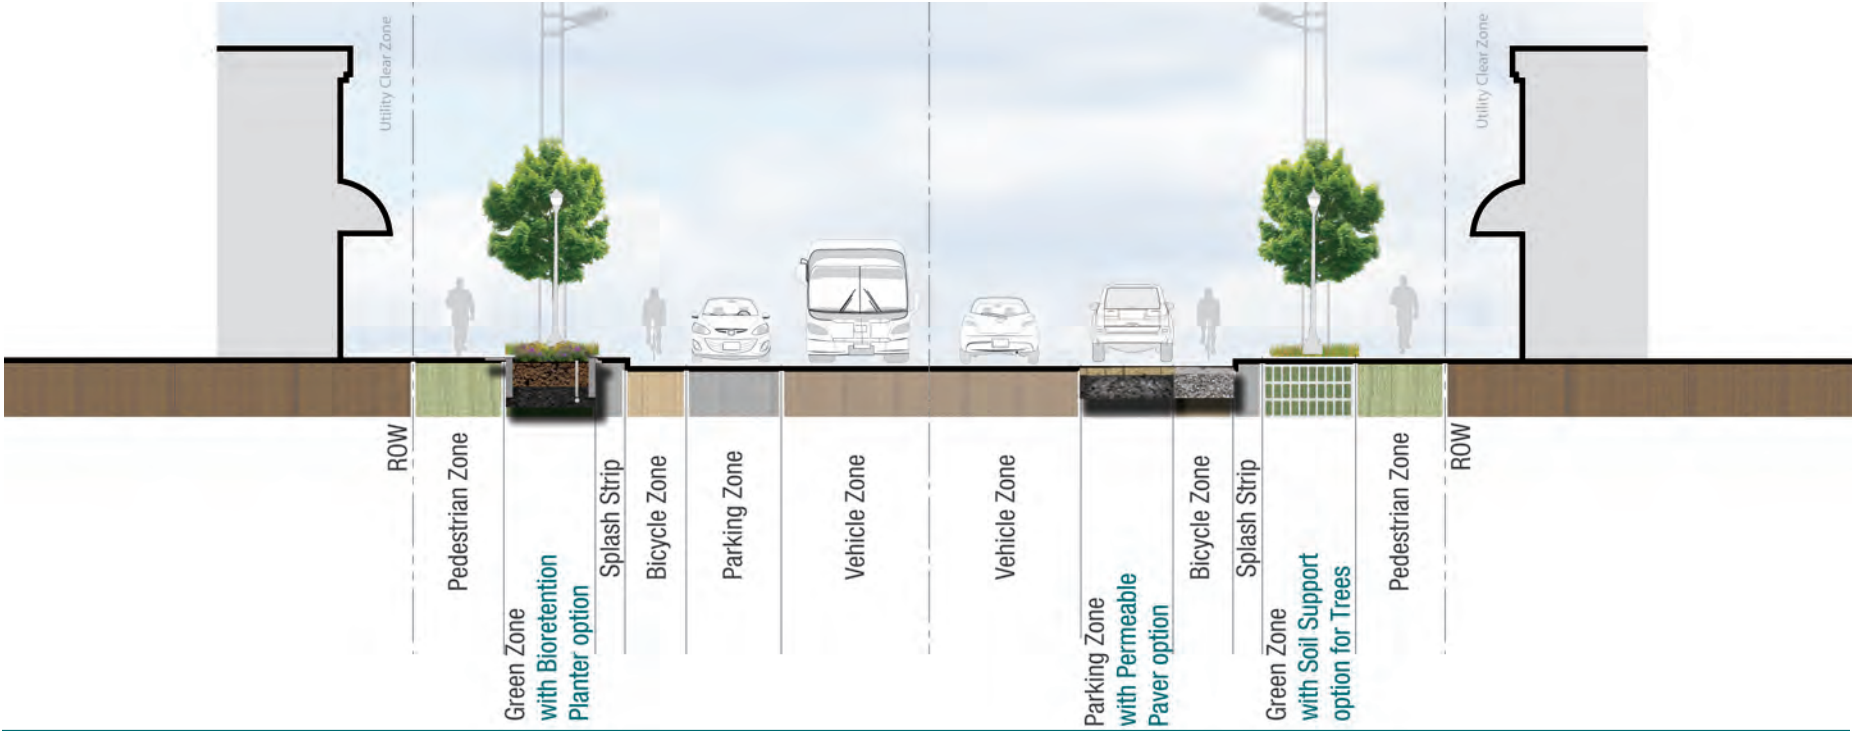 Utility Clear Zone
Utility Clear Zone
ROW
Pedestrian Zone
Green Zone
with Bioretention
Planter option
Splash Strip
Bicycle Zone
Parking Zone
Vehicle Zone
Vehicle Zone
Parking Zone
with Permeable
Paver option
Bicycle Zone
Splash Strip
Green Zone
with Soil Support
option for Trees
Pedestrian Zone
ROW